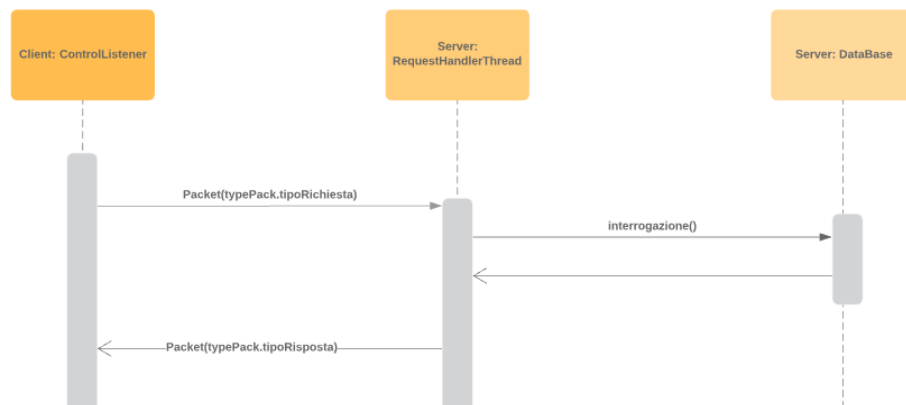 Client: ControlListener
Server:
RequestHandlerThread
Server: DataBase
Packet(typePack.tipoRichiesta)
interrogazione()
Packet(typePack.tipoRisposta)